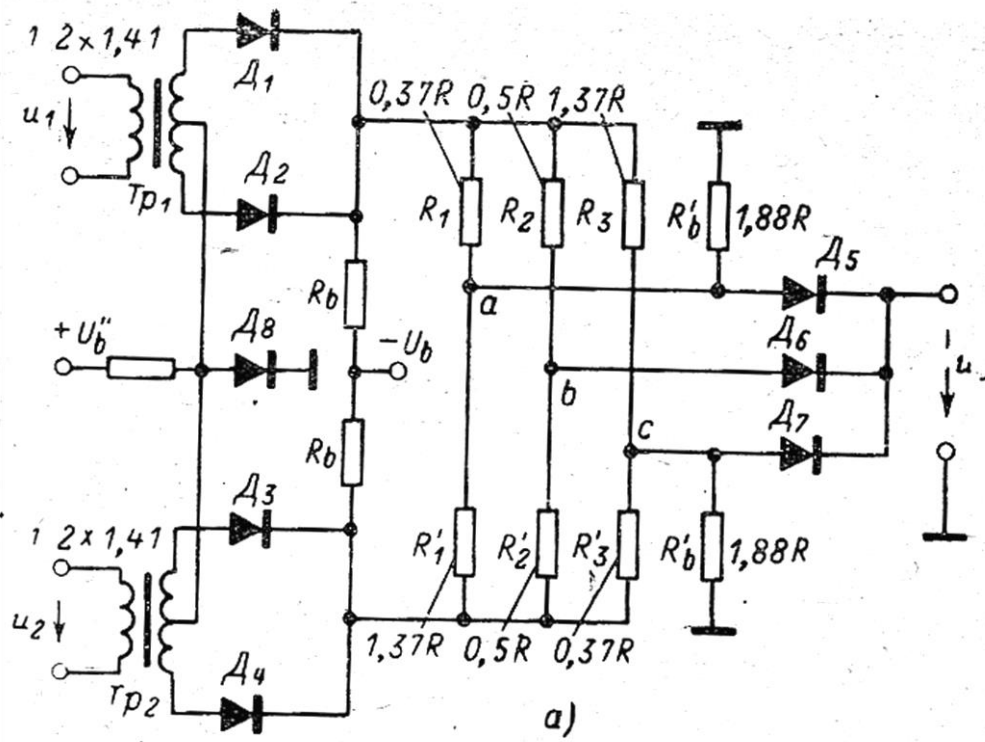 1 2×1,41
u1
Тр1
Д1
Д2
0,37R 0,5R 1,37R
R1
R2
R3
R'b
1,88R
Д5
a
Rb
+U"b
Д8
-Ub
Д6
b
u
Д7
c
Rb
Д3
1 2×1,41
u2
Тр2
R'1
R'2
R'3
R'b
1,88R
1,37R 0,5R 0,37R
Д4
а)